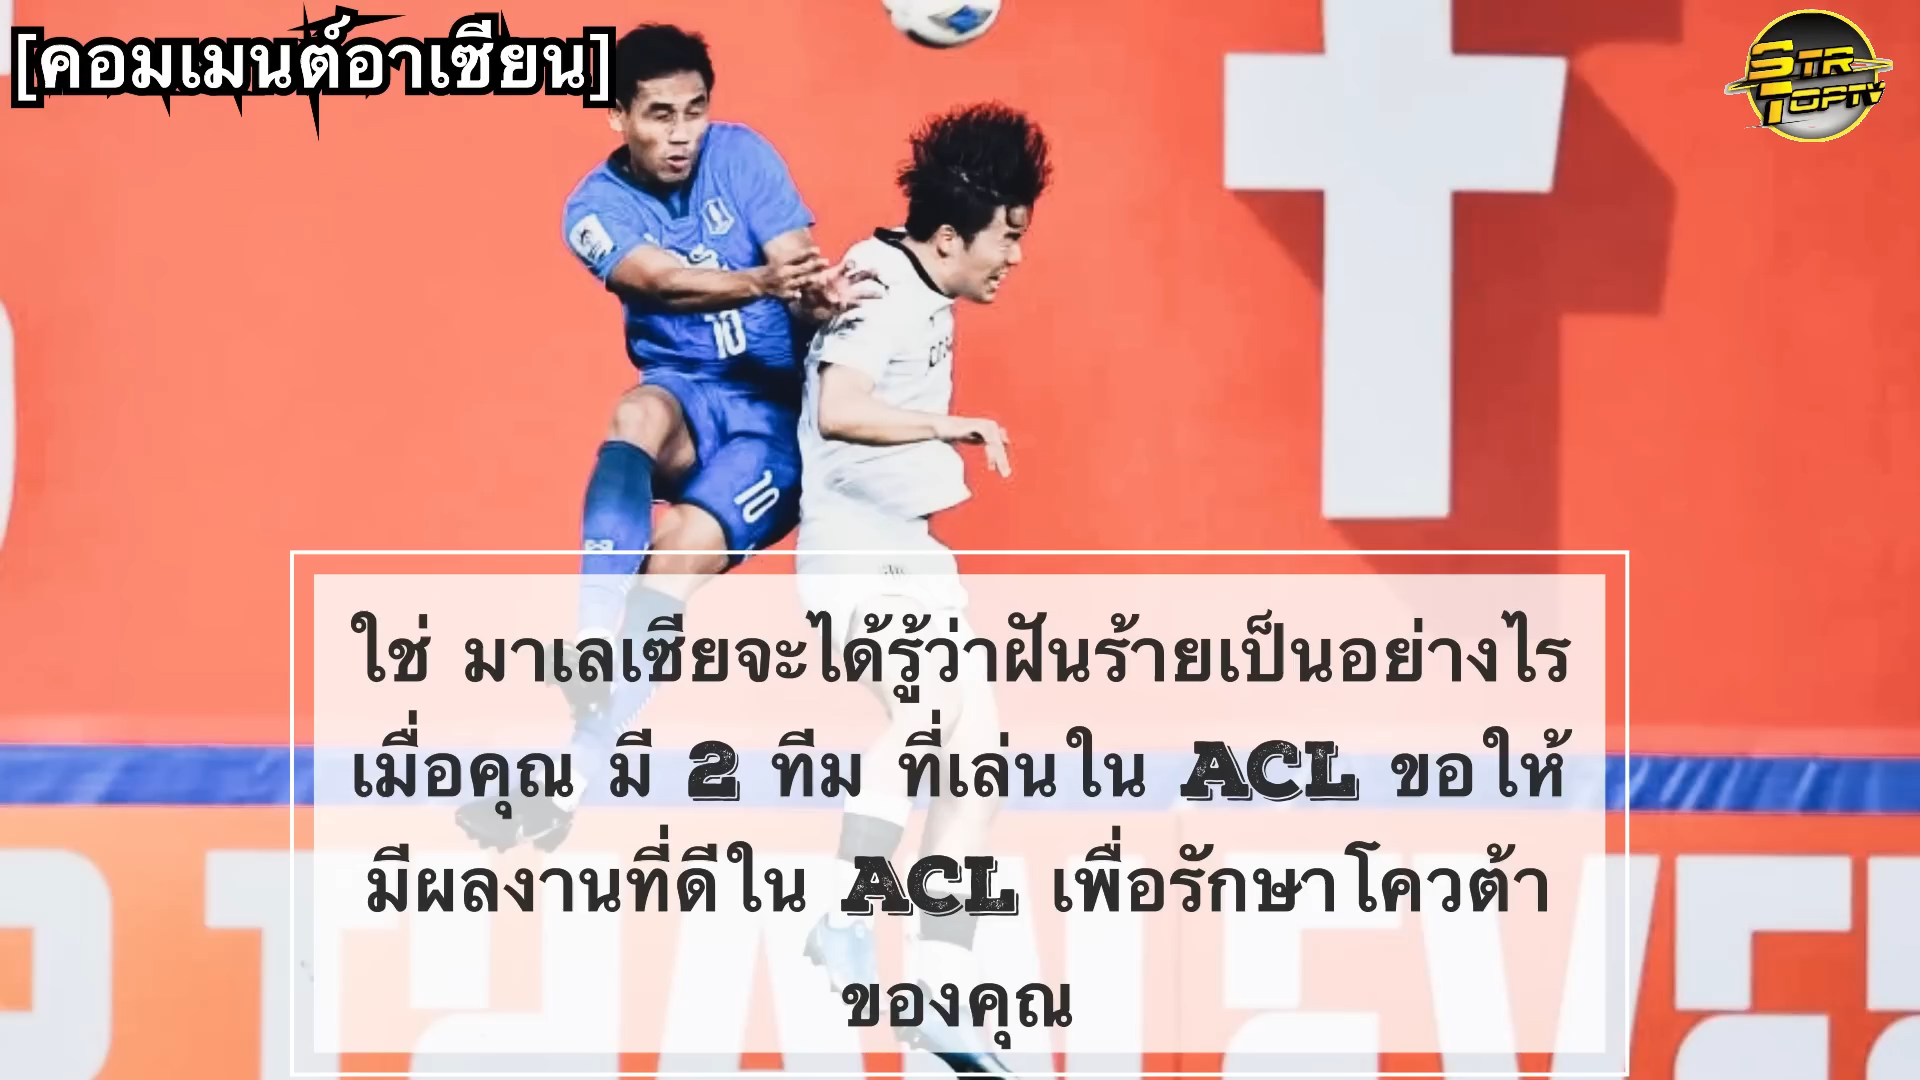 [คอมเมนต์อาเซียน]
STR
TOPTV
10
10
ใช่ มาเลเซียจะได้รู้ว่าฝันร้ายเป็นอย่างไร
เมื่อคุณ มี 2 ทีม ที่เล่นใน ACL ขอให้
มีผลงานที่ดีใน ACL เพื่อรักษาโควต้า
ของคุณ